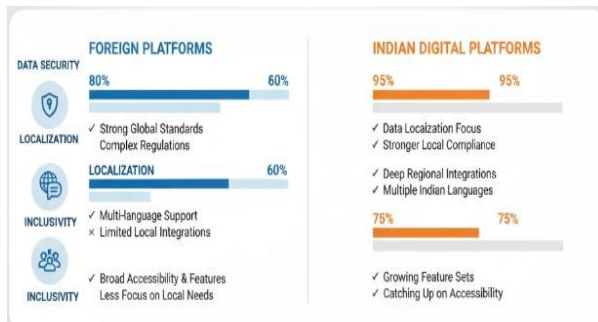 FOREIGN PLATFORMS
INDIAN DIGITAL PLATFORMS
DATA SECURITY
80% 60%
95% 95%
✓ Strong Global Standards
Complex Regulations
✓ Data Locaization Focus
✓ Stronger Local Compliance
LOCALIZATION
LOCALIZATION 60%
✓ Deep Regional Integrations
✓ Multiple Indian Languages
✓ Multi-language Support
× Limited Local Integrations
INCLUSIVITY
75% 75%
✓ Broad Accessibility & Features
Less Focus on Local Needs
✓ Growing Feature Sets
✓ Catching Up on Accessibility
INCLUSIVITY